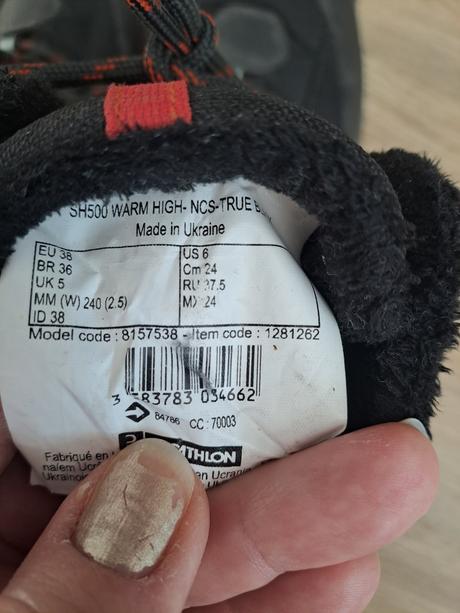 SH500 WARM HIGH- NCS-TRUE
Made in Ukraine
EU 38
BR 36
UK 5
MM (W) 240 (2.5)
ID 38
US 6
Cm 24
RU 37.5
MX 24
Model code : 8157538 - Item code : 1281262
3 583783 034662
84786 CC : 70003
Fabriqué en